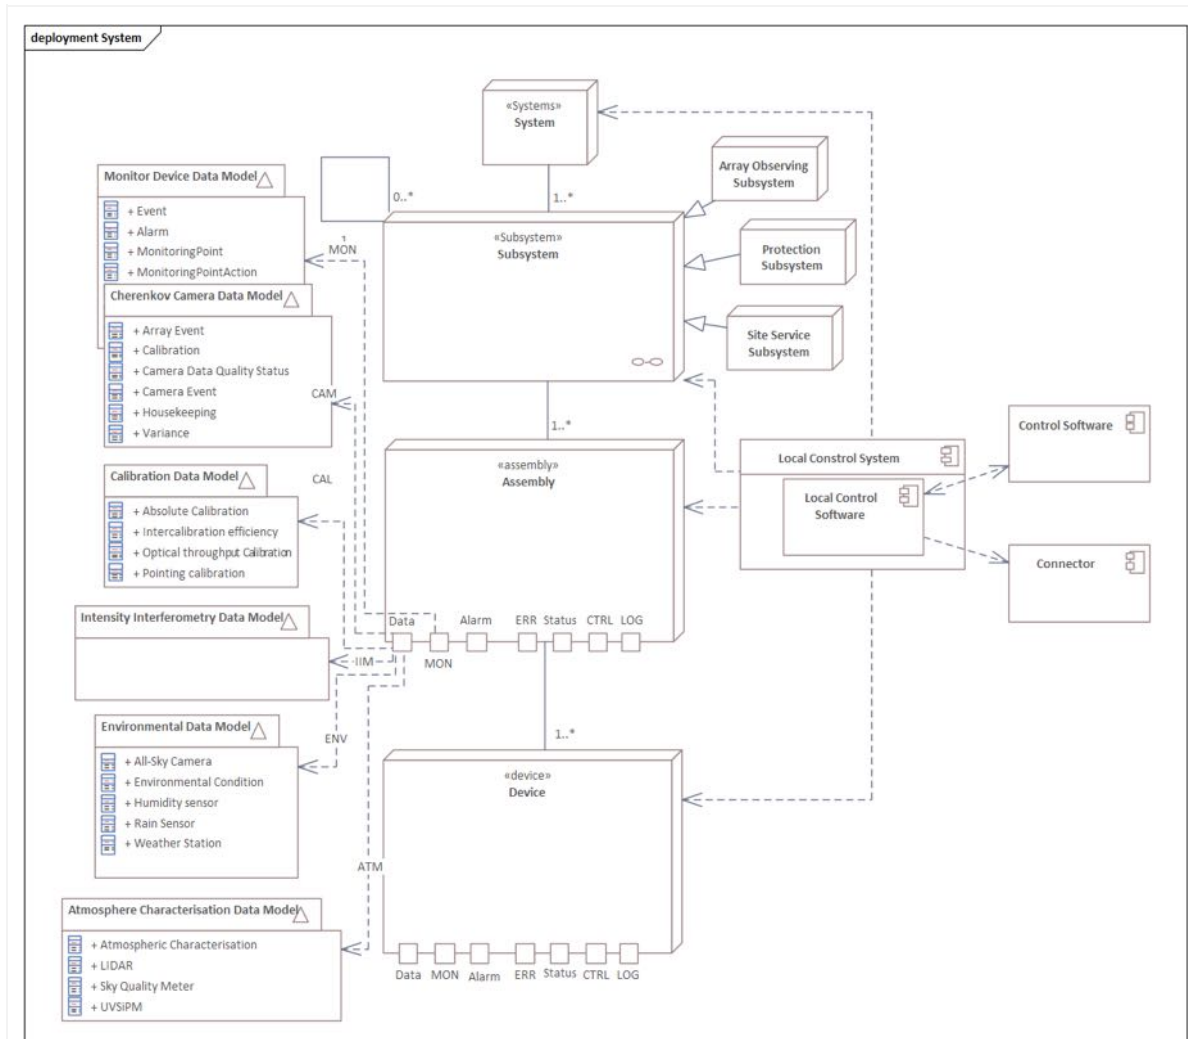 deployment System
«Systems»
System
Array Observing
Subsystem
Monitor Device Data Model
+ Event
+ Alarm
+ MonitoringPoint
+ MonitoringPointAction
0..*
1..*
1
MON
«Subsystem»
Subsystem
Protection
Subsystem
Site Service
Subsystem
Cherenkov Camera Data Model
+ Array Event
+ Calibration
+ Camera Data Quality Status
+ Camera Event
+ Housekeeping
+ Variance
CAM
1..*
«assembly»
Assembly
Local Constrol System
Local Control
Software
Control Software
Connector
Calibration Data Model
+ Absolute Calibration
+ Intercalibration efficiency
+ Optical throughput Calibration
+ Pointing calibration
CAL
Intensity Interferometry Data Model
IIM
Data
MON
Alarm
ERR
Status
CTRL
LOG
1..*
Environmental Data Model
+ All-Sky Camera
+ Environmental Condition
+ Humidity sensor
+ Rain Sensor
+ Weather Station
ENV
«device»
Device
ATM
Atmosphere Characterisation Data Model
+ Atmospheric Characterisation
+ LIDAR
+ Sky Quality Meter
+ UVSiPM
Data
MON
Alarm
ERR
Status
CTRL
LOG